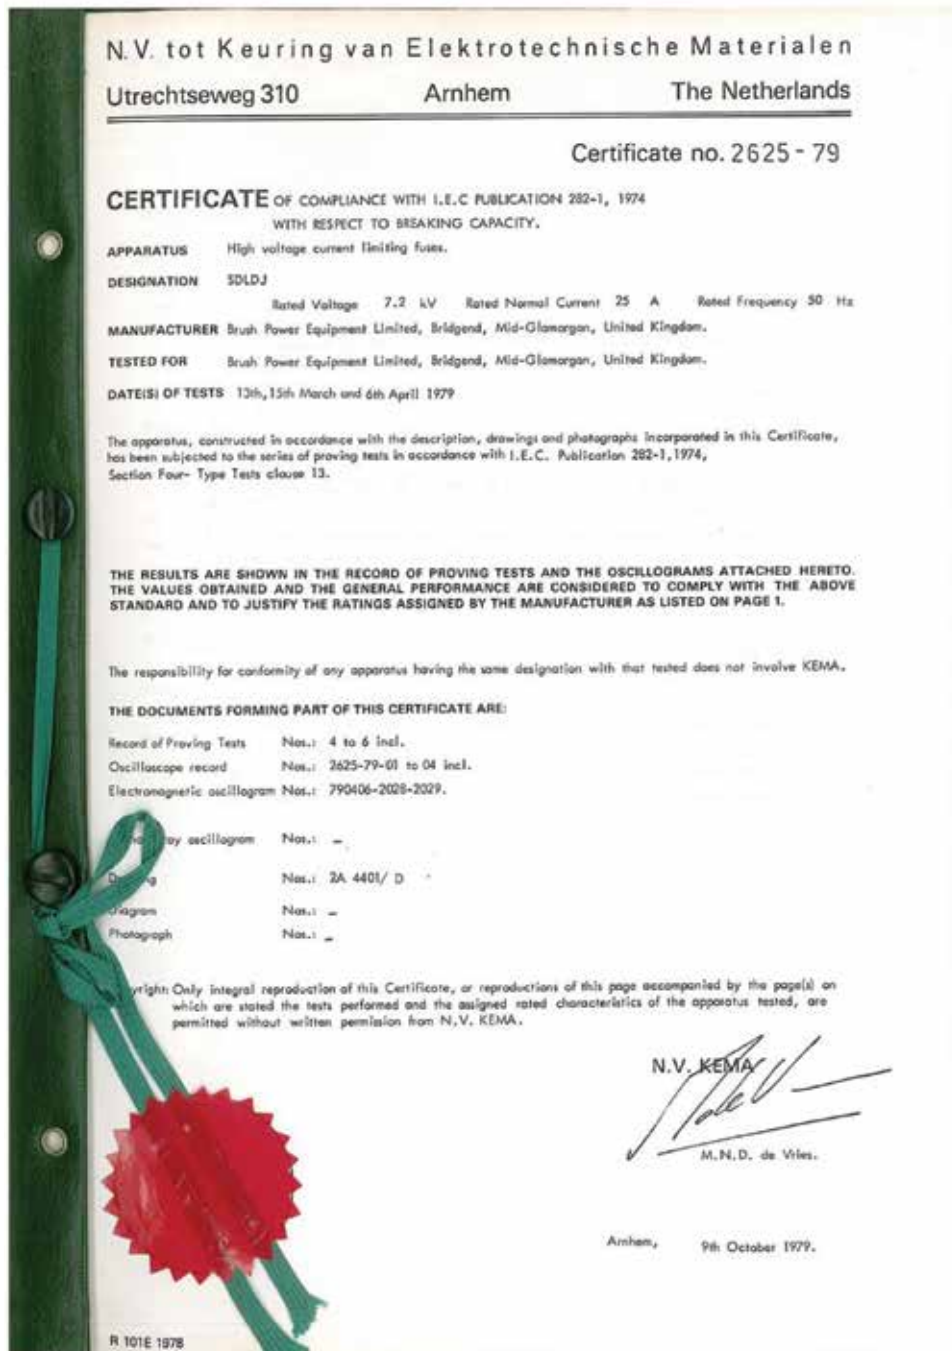 N.V. tot Keuring van Elektrotechnische Materialen
Utrechtseweg 310 Arnhem The Netherlands
Certificate no. 2625-79
CERTIFICATE OF COMPLIANCE WITH I.E.C PUBLICATION 282-1, 1974
WITH RESPECT TO BREAKING CAPACITY.
APPARATUS High voltage current limiting fuses.
DESIGNATION SDLDJ
Rated Voltage 7.2 kV Rated Normal Current 25 A Rated Frequency 50 Hz
MANUFACTURER Brush Power Equipment Limited, Bridgend, Mid-Glamorgan, United Kingdom.
TESTED FOR Brush Power Equipment Limited, Bridgend, Mid-Glamorgan, United Kingdom.
DATE(S) OF TESTS 13th, 15th March and 6th April 1979
The apparatus, constructed in accordance with the description, drawings and photographs incorporated in this Certificate,
has been subjected to the series of proving tests in accordance with I.E.C. Publication 282-1, 1974,
Section Four- Type Tests clause 13.
THE RESULTS ARE SHOWN IN THE RECORD OF PROVING TESTS AND THE OSCILLOGRAMS ATTACHED HERETO.
THE VALUES OBTAINED AND THE GENERAL PERFORMANCE ARE CONSIDERED TO COMPLY WITH THE ABOVE
STANDARD AND TO JUSTIFY THE RATINGS ASSIGNED BY THE MANUFACTURER AS LISTED ON PAGE 1.
The responsibility for conformity of any apparatus having the same designation with that tested does not involve KEMA.
THE DOCUMENTS FORMING PART OF THIS CERTIFICATE ARE:
Record of Proving Tests Nos.: 4 to 6 incl.
Oscilloscope record Nos.: 2625-79-01 to 04 incl.
Electromagnetic oscillogram Nos.: 790406-2028-2029.
oscillogram Nos.: -
Nos.: 2A 4401/ D
Nos.: -
Photograph Nos.: -
Only integral reproduction of this Certificate, or reproductions of this page accompanied by the page(s) on
which are stated the tests performed and the assigned rated characteristics of the apparatus tested, are
permitted without written permission from N.V. KEMA.
N.V. KEMA
M.N.D. de Vries.
Arnhem, 9th October 1979.
R 101E 1978